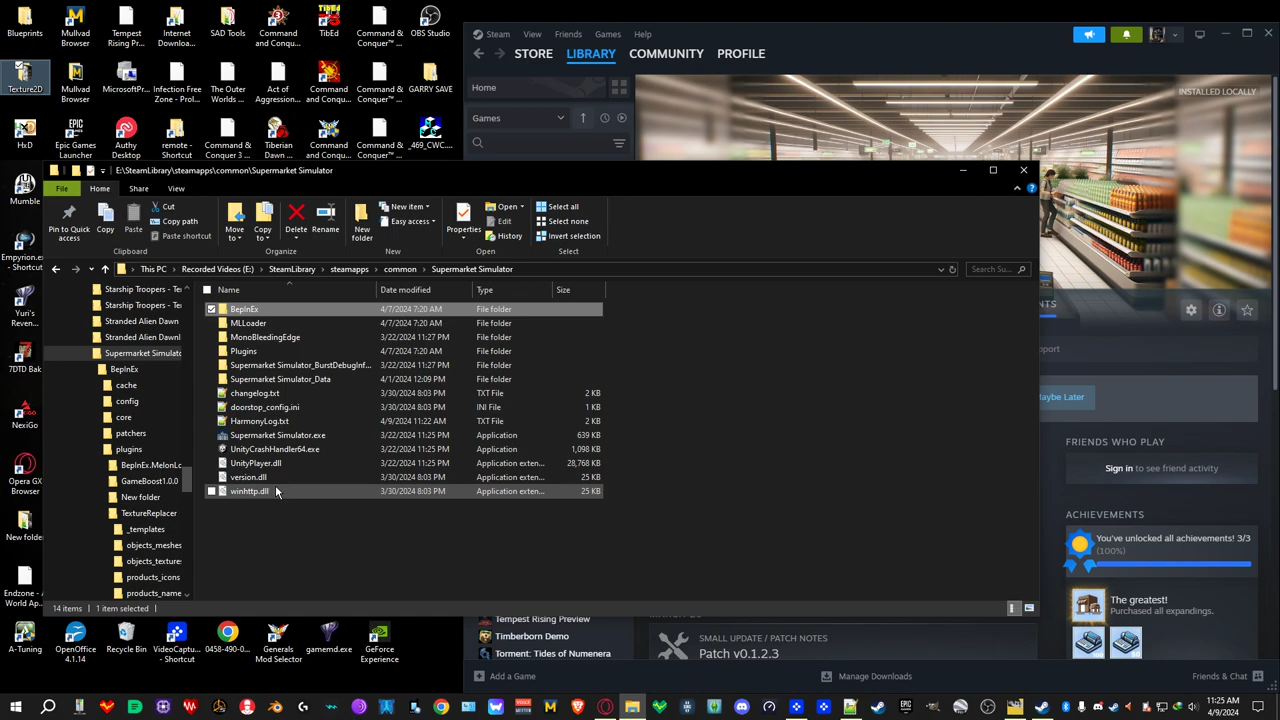 Blueprints
Mullvad Browser
Tempest Rising Pr...
Internet Downloa...
SAD Tools
Command and Conqu...
TibEd
Command & Conquer™ ...
OBS Studio
Texture2D
Mullvad Browser
MicrosoftPr...
Infection Free Zone - Prol...
The Outer Worlds ...
Act of Aggression...
Command and Conqu...
Command & Conquer™ ...
GARRY SAVE
HxD
Epic Games Launcher
Authy Desktop
remote - Shortcut
Command & Conquer 3 ...
Tiberian Dawn ...
Command and Conqu...
Command & Conquer™ ...
_469_CWC...
Steam View Friends Games Help
STORE LIBRARY COMMUNITY PROFILE
Home
Games
INSTALLED LOCALLY
E:\SteamLibrary\steamapps\common\Supermarket Simulator
File Home Share View
Pin to Quick access
Copy
Paste
Cut
Copy path
Paste shortcut
Clipboard
Move to
Copy to
Delete
Rename
Organize
New folder
New item
Easy access
New
Properties
Open
Edit
History
Open
Select all
Select none
Invert selection
Select
This PC
Recorded Videos (E:)
SteamLibrary
steamapps
common
Supermarket Simulator
Search Su...
Name Date modified Type Size
BepInEx 4/7/2024 7:20 AM File folder
MLLoader 4/7/2024 7:20 AM File folder
MonoBleedingEdge 3/22/2024 11:27 PM File folder
Plugins 4/7/2024 7:20 AM File folder
Supermarket Simulator_BurstDebugInf... 3/22/2024 11:27 PM File folder
Supermarket Simulator_Data 4/1/2024 12:09 PM File folder
changelog.txt 3/30/2024 8:03 PM TXT File 2 KB
doorstop_config.ini 3/30/2024 8:03 PM INI File 1 KB
HarmonyLog.txt 4/9/2024 11:22 AM TXT File 2 KB
Supermarket Simulator.exe 3/22/2024 11:25 PM Application 639 KB
UnityCrashHandler64.exe 3/22/2024 11:25 PM Application 1,098 KB
UnityPlayer.dll 3/22/2024 11:25 PM Application exten... 28,768 KB
version.dll 3/30/2024 8:03 PM Application exten... 25 KB
winhttp.dll 3/30/2024 8:03 PM Application exten... 25 KB
Starship Troopers - Te
Starship Troopers - Te
Stranded Alien Dawn
Stranded Alien Dawn
Supermarket Simulato
BepInEx
cache
config
core
patchers
plugins
BepInEx.MelonLo
GameBoost1.0.0
New folder
TextureReplacer
_templates
objects_meshes
objects_textures
products_icons
products_name
14 items 1 item selected
Mumble
Empyrion... - Shortcut
Yuri's Reven...
7DTD Bak
NexiGo
Opera GX Browser
New folde
Endzone - A World Ap...
A-Tuning
OpenOffice 4.1.14
Recycle Bin
VideoCaptu...
0458-490-0...
Generals Mod Selector
gamemd.exe
GeForce Experience
NTS
pport
Maybe Later
FRIENDS WHO PLAY
Sign in to see friend activity
ACHIEVEMENTS
You've unlocked all achievements! 3/3
(100%)
The greatest!
Purchased all expandings.
Tempest Rising Preview
Timberborn Demo
Torment: Tides of Numenera
SMALL UPDATE / PATCH NOTES
Patch v0.1.2.3
Add a Game
Manage Downloads
Friends & Chat
11:25 AM
4/9/2024